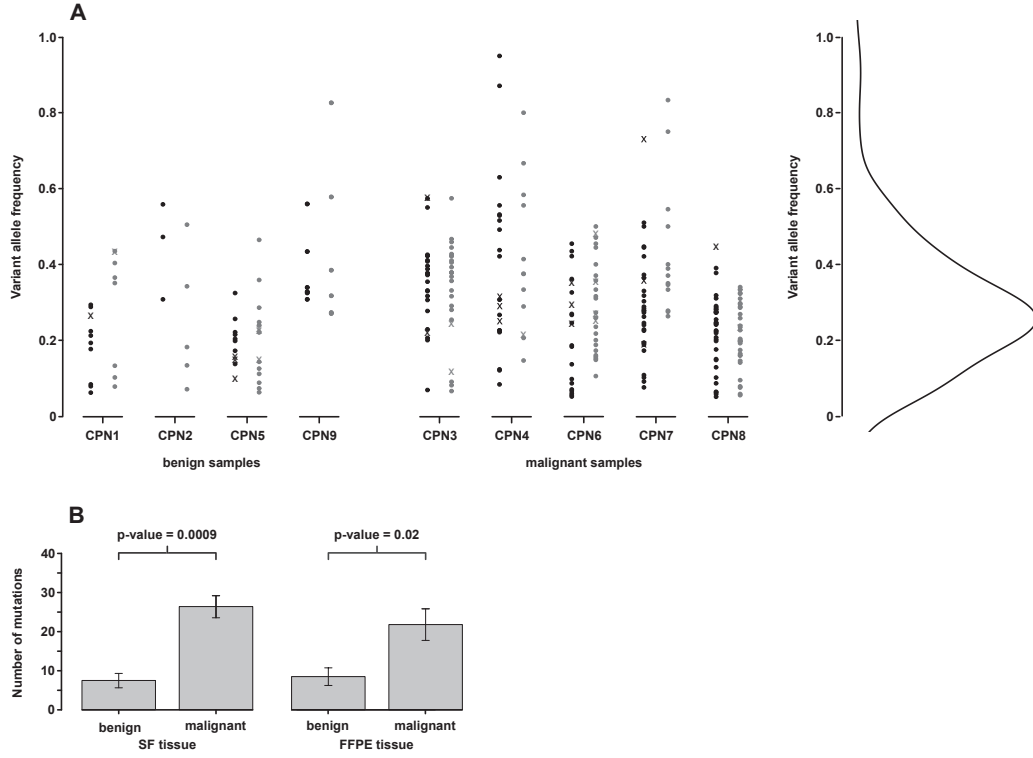 A
1.0
0.8
0.6
0.4
0.2
0
Variant allele frequency
CPN1 CPN2 CPN5 CPN9 CPN3 CPN4 CPN6 CPN7 CPN8
benign samples malignant samples
1.0
0.8
0.6
0.4
0.2
0
Variant allele frequency
B
p-value = 0.0009 p-value = 0.02
40
30
20
10
0
Number of mutations
benign malignant benign malignant
SF tissue FFPE tissue